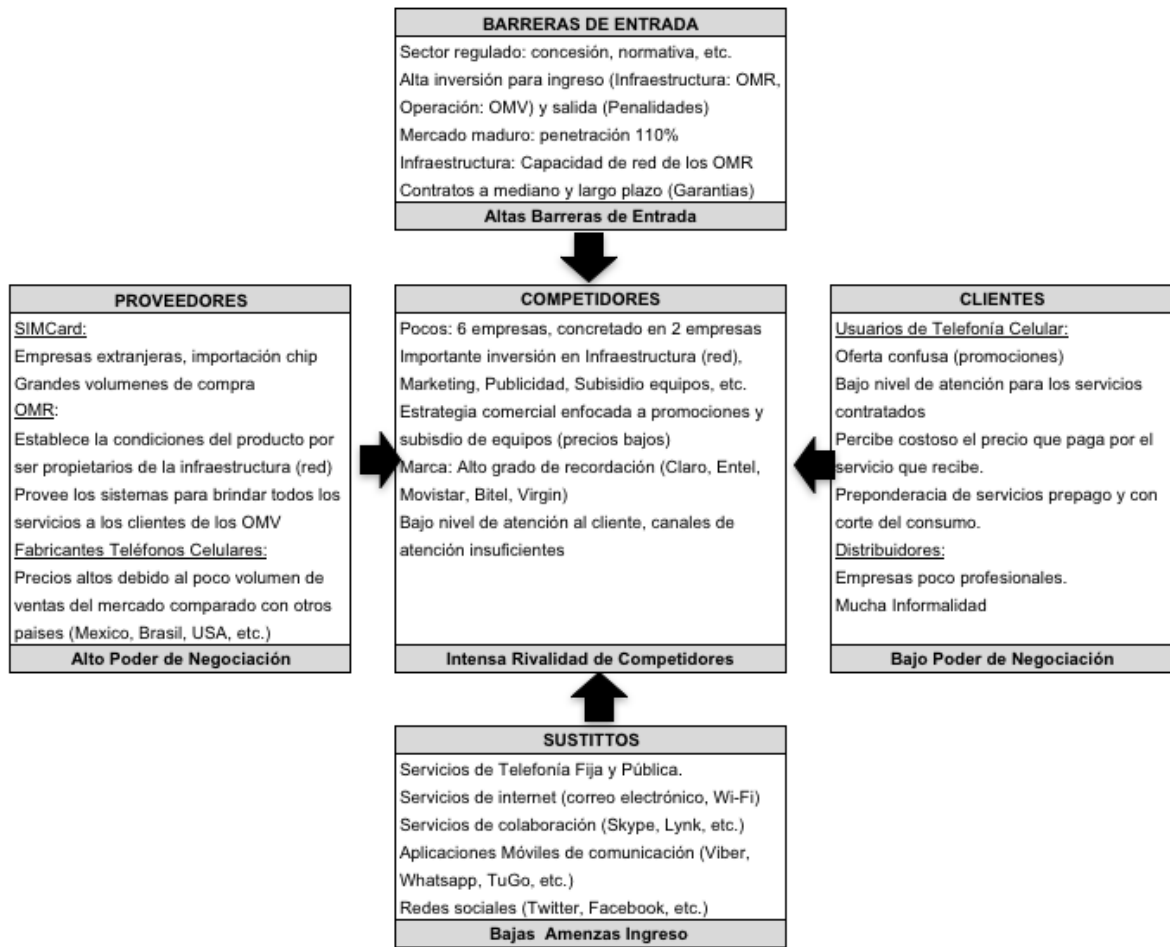 BARRERAS DE ENTRADA
Sector regulado: concesión, normativa, etc.
Alta inversión para ingreso (Infraestructura: OMR,
Operación: OMV) y salida (Penalidades)
Mercado maduro: penetración 110%
Infraestructura: Capacidad de red de los OMR
Contratos a mediano y largo plazo (Garantias)
Altas Barreras de Entrada
PROVEEDORES
SIMCard:
Empresas extranjeras, importación chip
Grandes volumenes de compra
OMR:
Establece la condiciones del producto por
ser propietarios de la infraestructura (red)
Provee los sistemas para brindar todos los
servicios a los clientes de los OMV
Fabricantes Teléfonos Celulares:
Precios altos debido al poco volumen de
ventas del mercado comparado con otros
paises (Mexico, Brasil, USA, etc.)
Alto Poder de Negociación
COMPETIDORES
Pocos: 6 empresas, concretado en 2 empresas
Importante inversión en Infraestructura (red),
Marketing, Publicidad, Subisidio equipos, etc.
Estrategia comercial enfocada a promociones y
subisdio de equipos (precios bajos)
Marca: Alto grado de recordación (Claro, Entel,
Movistar, Bitel, Virgin)
Bajo nivel de atención al cliente, canales de
atención insuficientes
Intensa Rivalidad de Competidores
CLIENTES
Usuarios de Telefonía Celular:
Oferta confusa (promociones)
Bajo nivel de atención para los servicios
contratados
Percibe costoso el precio que paga por el
servicio que recibe.
Preponderacia de servicios prepago y con
corte del consumo.
Distribuidores:
Empresas poco profesionales.
Mucha Informalidad
Bajo Poder de Negociación
SUSTITTOS
Servicios de Telefonía Fija y Pública.
Servicios de internet (correo electrónico, Wi-Fi)
Servicios de colaboración (Skype, Lynk, etc.)
Aplicaciones Móviles de comunicación (Viber,
Whatsapp, TuGo, etc.)
Redes sociales (Twitter, Facebook, etc.)
Bajas Amenzas Ingreso